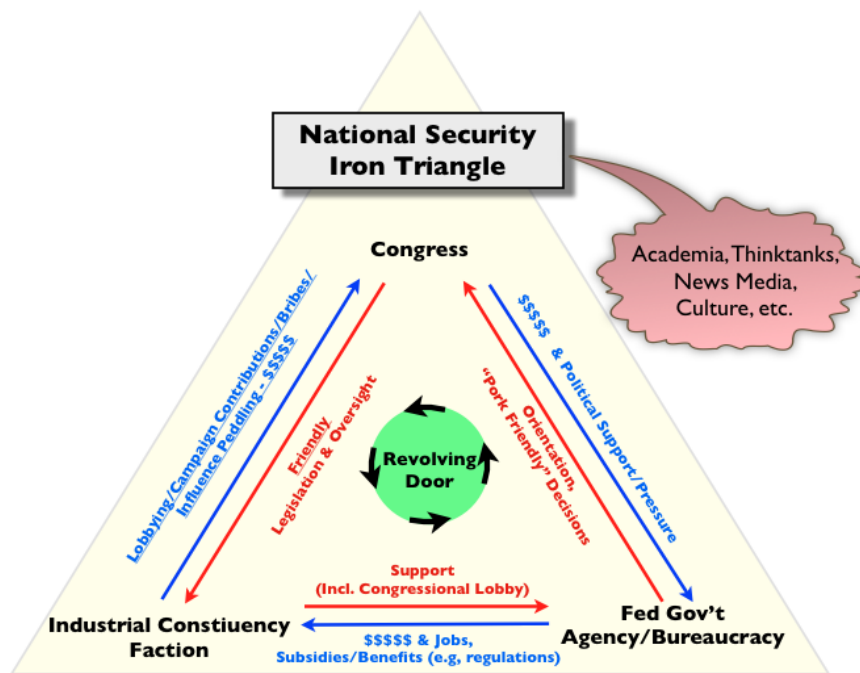 National Security
Iron Triangle
Academia, Thinktanks,
News Media,
Culture, etc.
Congress
Lobbying/Campaign Contributions/Bribes/
Influence Peddling - $$$$$
Friendly
Legislation & Oversight
Revolving
Door
Orientation,
"Pork Friendly" Decisions
$$$$$ & Political Support/Pressure
Support
(Incl. Congressional Lobby)
Industrial Constiuency
Faction
$$$$$ & Jobs,
Subsidies/Benefits (e.g, regulations)
Fed Gov't
Agency/Bureaucracy